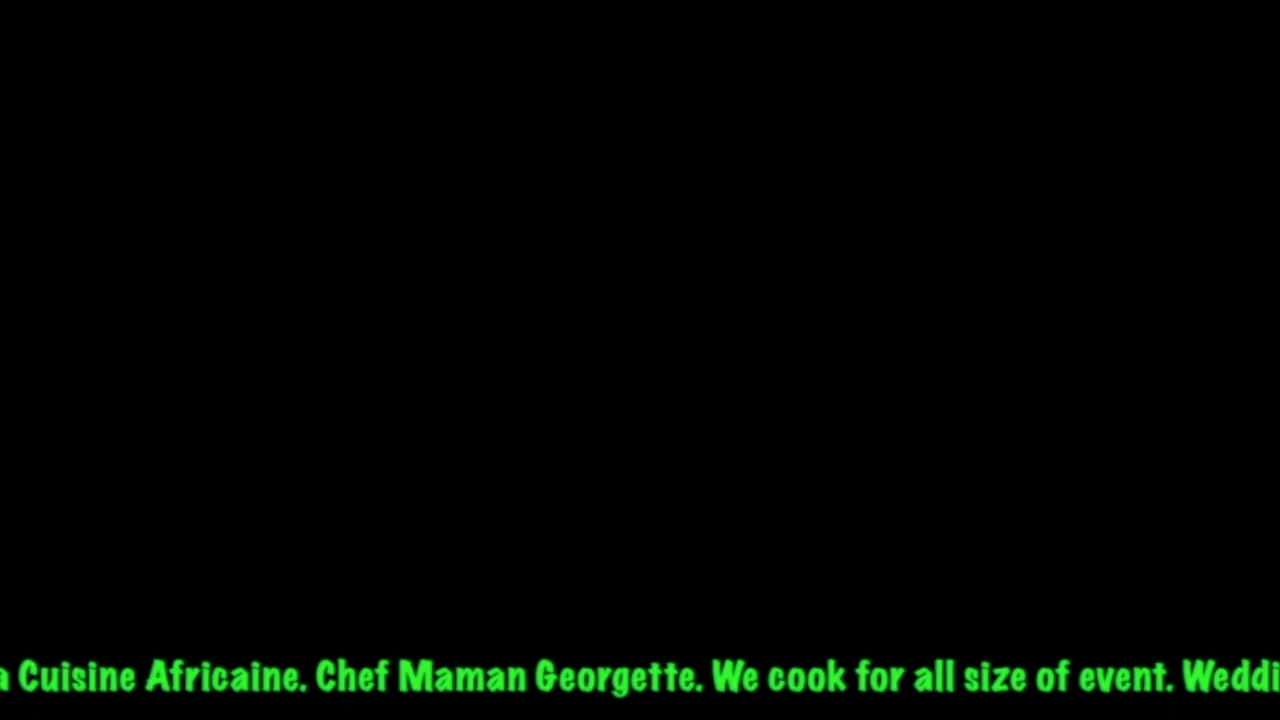 a Cuisine Africaine. Chef Maman Georgette. We cook for all size of event. Weddi